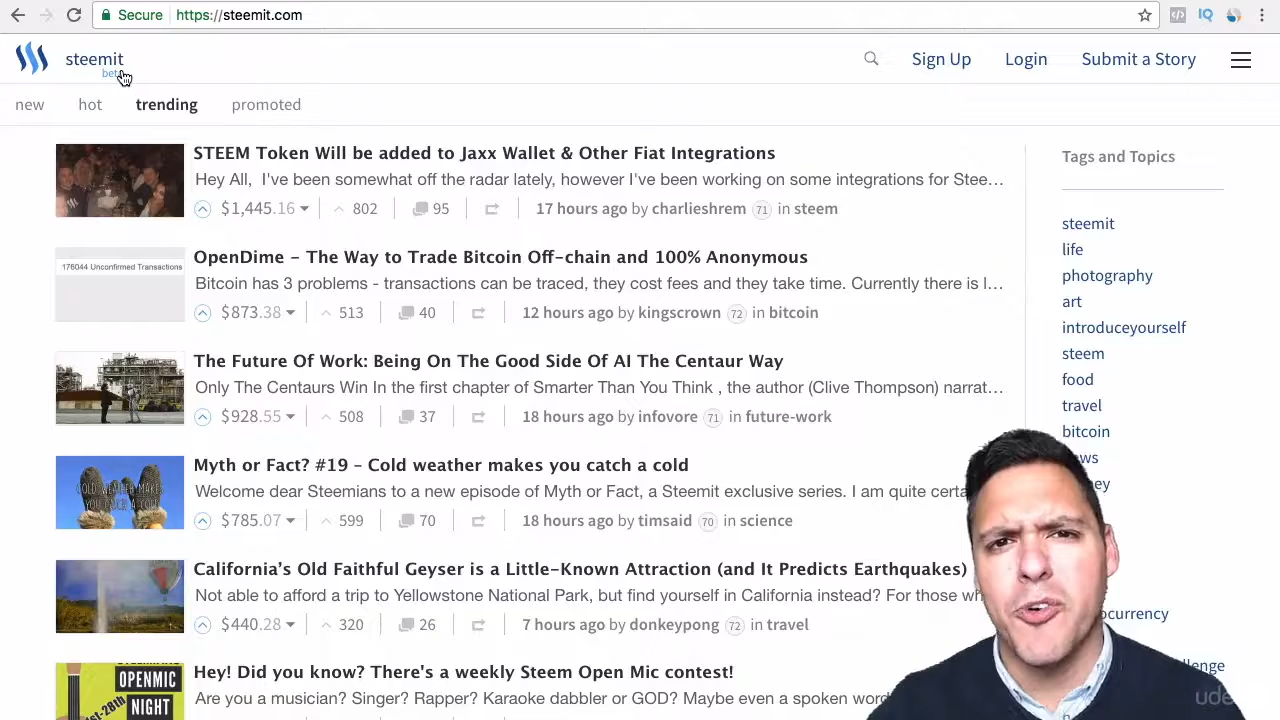 Secure https://steemit.com
steemit
beta
Sign Up Login Submit a Story
new hot trending promoted
STEEM Token Will be added to Jaxx Wallet & Other Fiat Integrations
Hey All, I've been somewhat off the radar lately, however I've been working on some integrations for Stee…
$1,445.16 802 95 17 hours ago by charlieshrem 71 in steem
176044 Unconfirmed Transactions
OpenDime – The Way to Trade Bitcoin Off-chain and 100% Anonymous
Bitcoin has 3 problems - transactions can be traced, they cost fees and they take time. Currently there is l…
$873.38 513 40 12 hours ago by kingscrown 72 in bitcoin
The Future Of Work: Being On The Good Side Of AI The Centaur Way
Only The Centaurs Win In the first chapter of Smarter Than You Think , the author (Clive Thompson) narrat…
$928.55 508 37 18 hours ago by infovore 71 in future-work
Myth or Fact? #19 – Cold weather makes you catch a cold
COLD WEATHER MAKES
YOU CATCH A COLD
Welcome dear Steemians to a new episode of Myth or Fact, a Steemit exclusive series. I am quite
$785.07 599 70 18 hours ago by timsaid 70 in science
California's Old Faithful Geyser is a Little-Known Attraction (and It Predicts Earthquakes)
Not able to afford a trip to Yellowstone National Park, but find yourself in California instead? For those
$440.28 320 26 7 hours ago by donkeypong 72 in travel
OPENMIC
NIGHT
Hey! Did you know? There's a weekly Steem Open Mic contest!
Are you a musician? Singer? Rapper? Karaoke dabbler or GOD? Maybe even a spoken
Tags and Topics
steemit
life
photography
art
introduceyourself
steem
food
travel
bitcoin